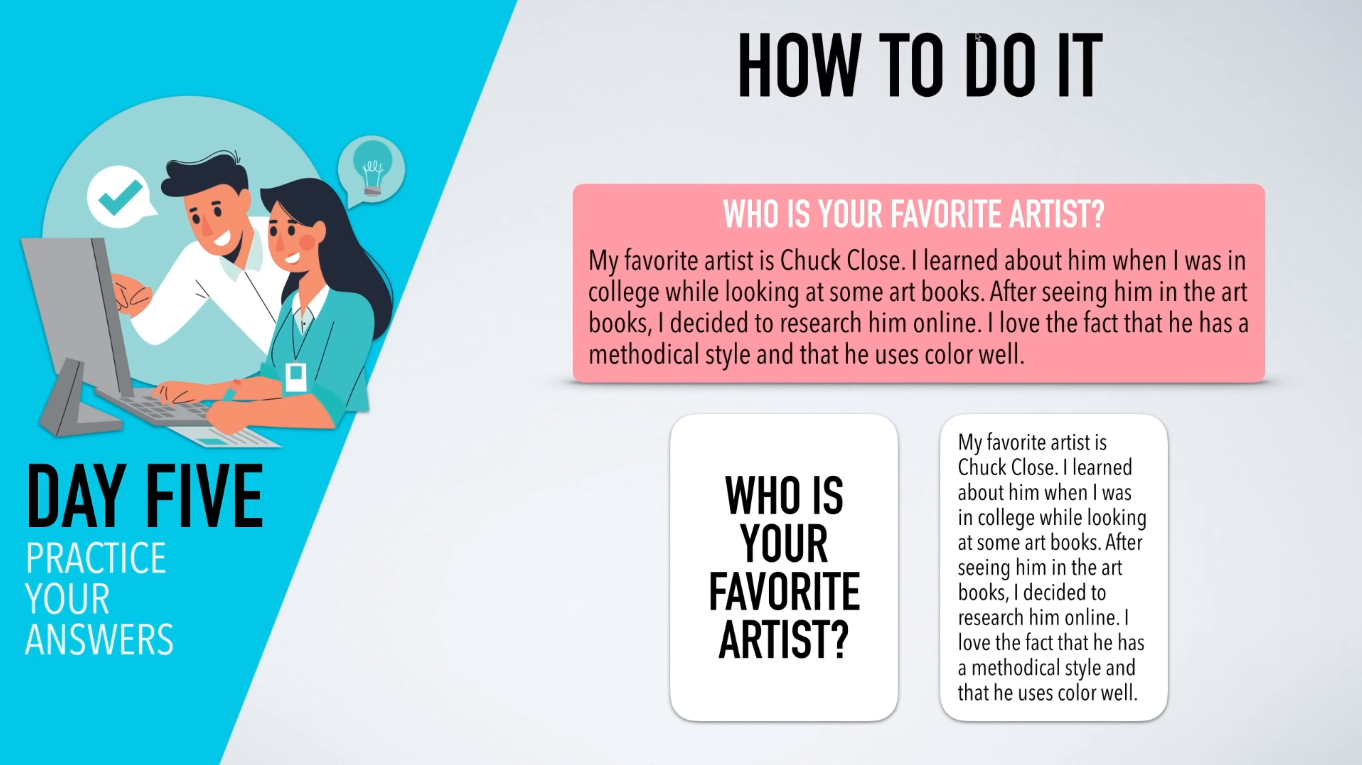 HOW TO DO IT
WHO IS YOUR FAVORITE ARTIST?
My favorite artist is Chuck Close. I learned about him when I was in
college while looking at some art books. After seeing him in the art
books, I decided to research him online. I love the fact that he has a
methodical style and that he uses color well.
DAY FIVE
PRACTICE
YOUR
ANSWERS
WHO IS
YOUR
FAVORITE
ARTIST?
My favorite artist is
Chuck Close. I learned
about him when I was
in college while looking
at some art books. After
seeing him in the art
books, I decided to
research him online. I
love the fact that he has
a methodical style and
that he uses color well.